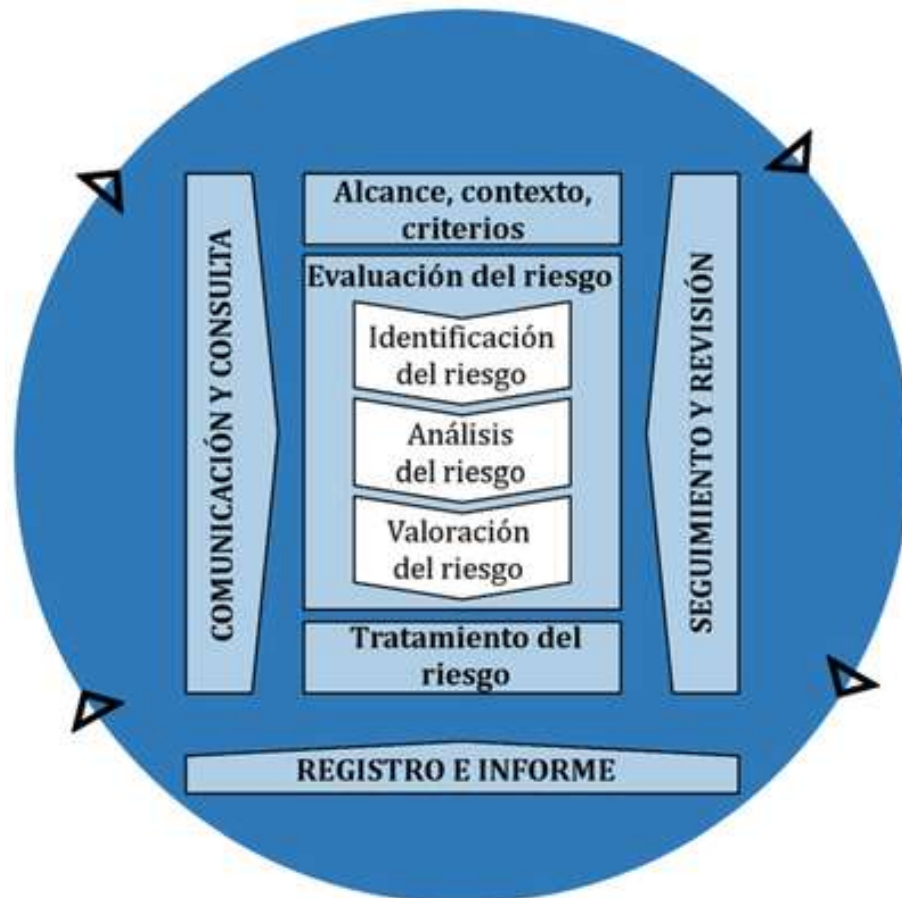 COMUNICACIÓN Y CONSULTA
Alcance, contexto,
criterios
Evaluación del riesgo
Identificación
del riesgo
Análisis
del riesgo
Valoración
del riesgo
Tratamiento del
riesgo
SEGUIMIENTO Y REVISIÓN
REGISTRO E INFORME